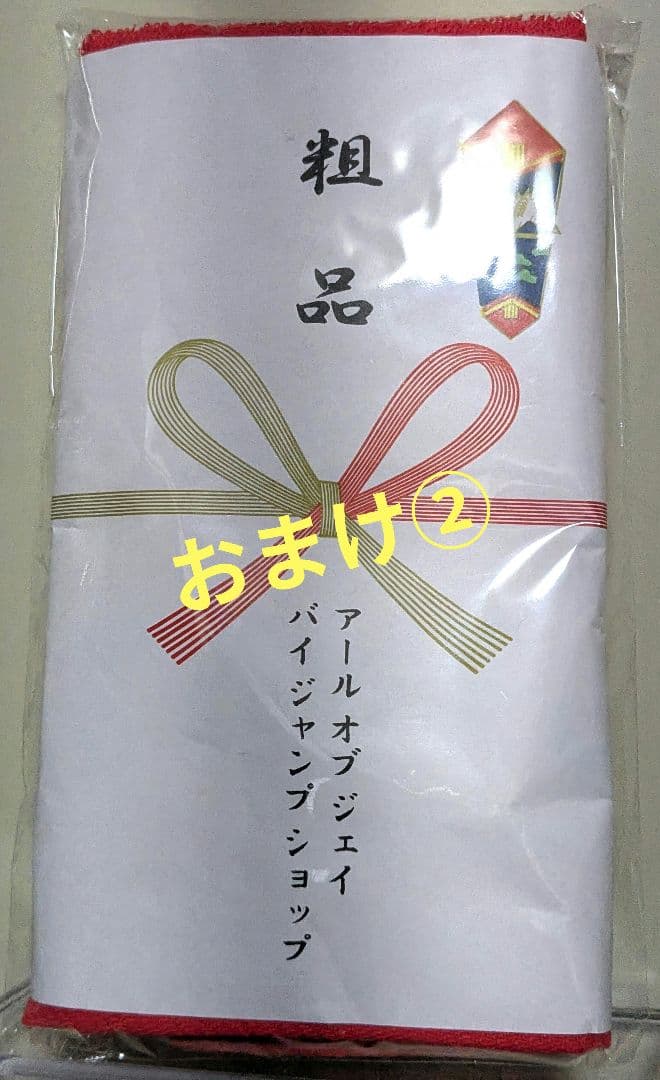 粗品
おまけ②
アールオブジェイ
バイジャンプショップ